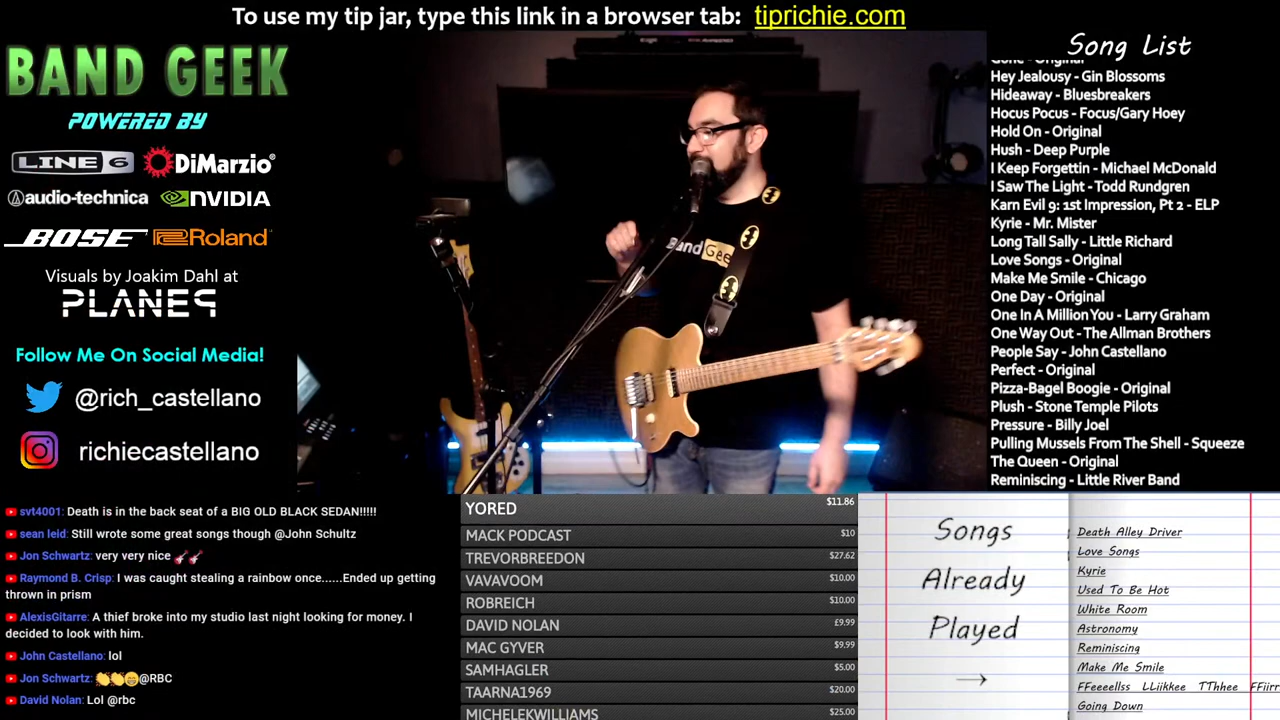 To use my tip jar, type this link in a browser tab: tiprichie.com
BAND GEEK
POWERED BY
LINE 6 DiMarzio
audio-technica NVIDIA
BOSE Roland
Visuals by Joakim Dahl at
PLANE9
Follow Me On Social Media!
@rich_castellano
richiecastellano
svt4001: Death is in the back seat of a BIG OLD BLACK SEDAN!!!!!
sean leid: Still wrote some great songs though @John Schultz
Jon Schwartz: very very nice 🎸🎸
Raymond B. Crisp: I was caught stealing a rainbow once......Ended up getting
thrown in prism
AlexisGitarre: A thief broke into my studio last night looking for money. I
decided to look with him.
John Castellano: lol
Jon Schwartz: 👏👏😁@RBC
David Nolan: Lol @rbc
BandGeek
YORED $11.86
MACK PODCAST $10
TREVORBREEDON $27.62
VAVAVOOM $10.00
ROBREICH $10.00
DAVID NOLAN £9.99
MAC GYVER $9.99
SAMHAGLER $5.00
TAARNA1969 $20.00
MICHELEKWILLIAMS $25.00
Song List
Gone - Original
Hey Jealousy - Gin Blossoms
Hideaway - Bluesbreakers
Hocus Pocus - Focus/Gary Hoey
Hold On - Original
Hush - Deep Purple
I Keep Forgettin - Michael McDonald
I Saw The Light - Todd Rundgren
Karn Evil 9: 1st Impression, Pt 2 - ELP
Kyrie - Mr. Mister
Long Tall Sally - Little Richard
Love Songs - Original
Make Me Smile - Chicago
One Day - Original
One In A Million You - Larry Graham
One Way Out - The Allman Brothers
People Say - John Castellano
Perfect - Original
Pizza-Bagel Boogie - Original
Plush - Stone Temple Pilots
Pressure - Billy Joel
Pulling Mussels From The Shell - Squeeze
The Queen - Original
Reminiscing - Little River Band
Songs
Already
Played
→
Death Alley Driver
Love Songs
Kyrie
Used To Be Hot
White Room
Astronomy
Reminiscing
Make Me Smile
FFeeeellss LLiikkee TThhee FFiirr
Going Down